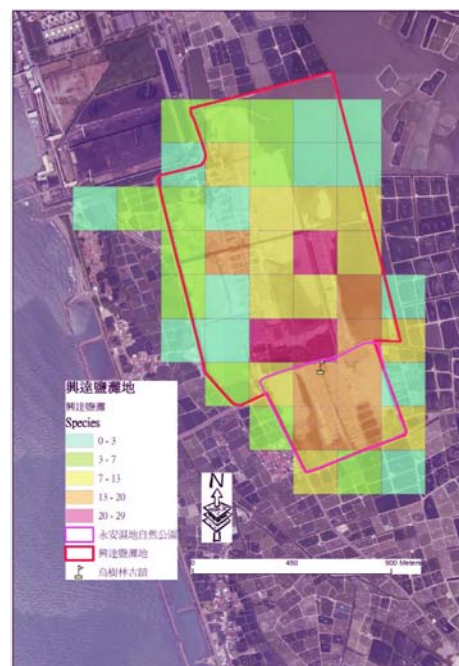 興達鹽灘地
興達鹽灘
Species
0 - 3
3 - 7
7 - 13
13 - 20
20 - 29
永安濕地自然公園
興達鹽灘地
烏樹林古鎮
N
0 450 900 Meters